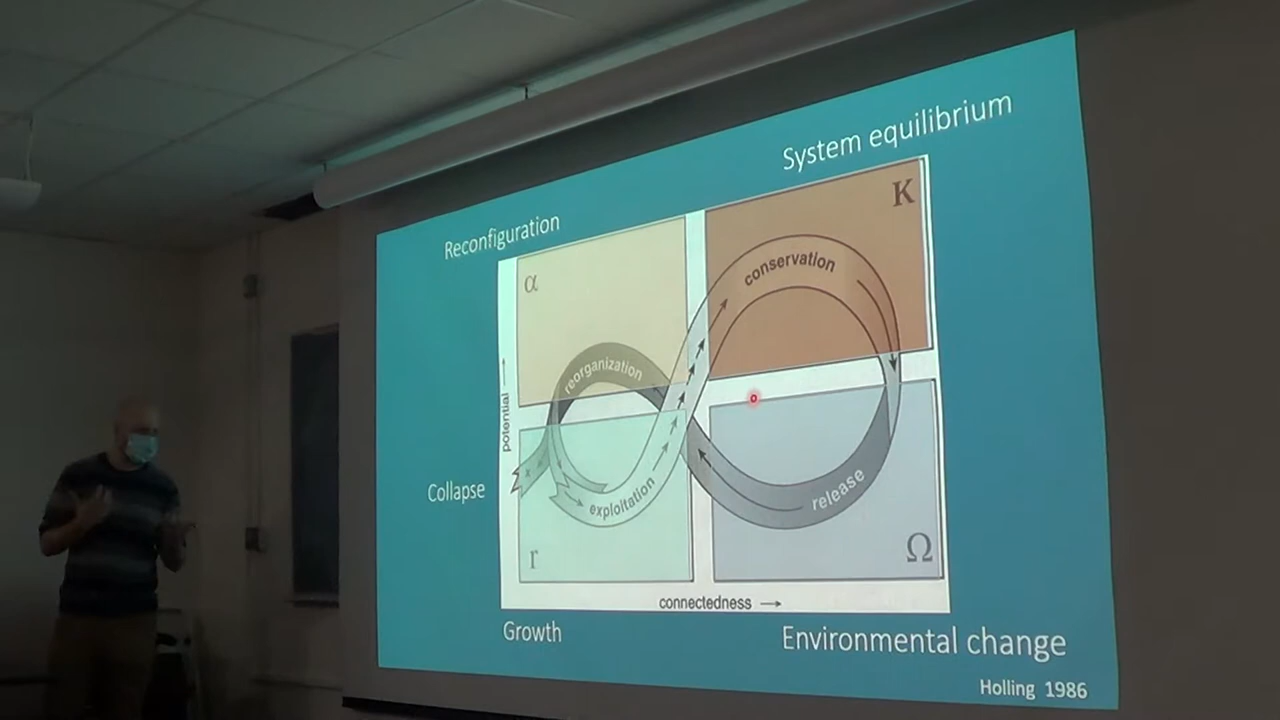 System equilibrium
Reconfiguration
K
α
conservation
reorganization
potential →
Collapse
exploitation
release
r
Ω
connectedness →
Growth
Environmental change
Holling 1986